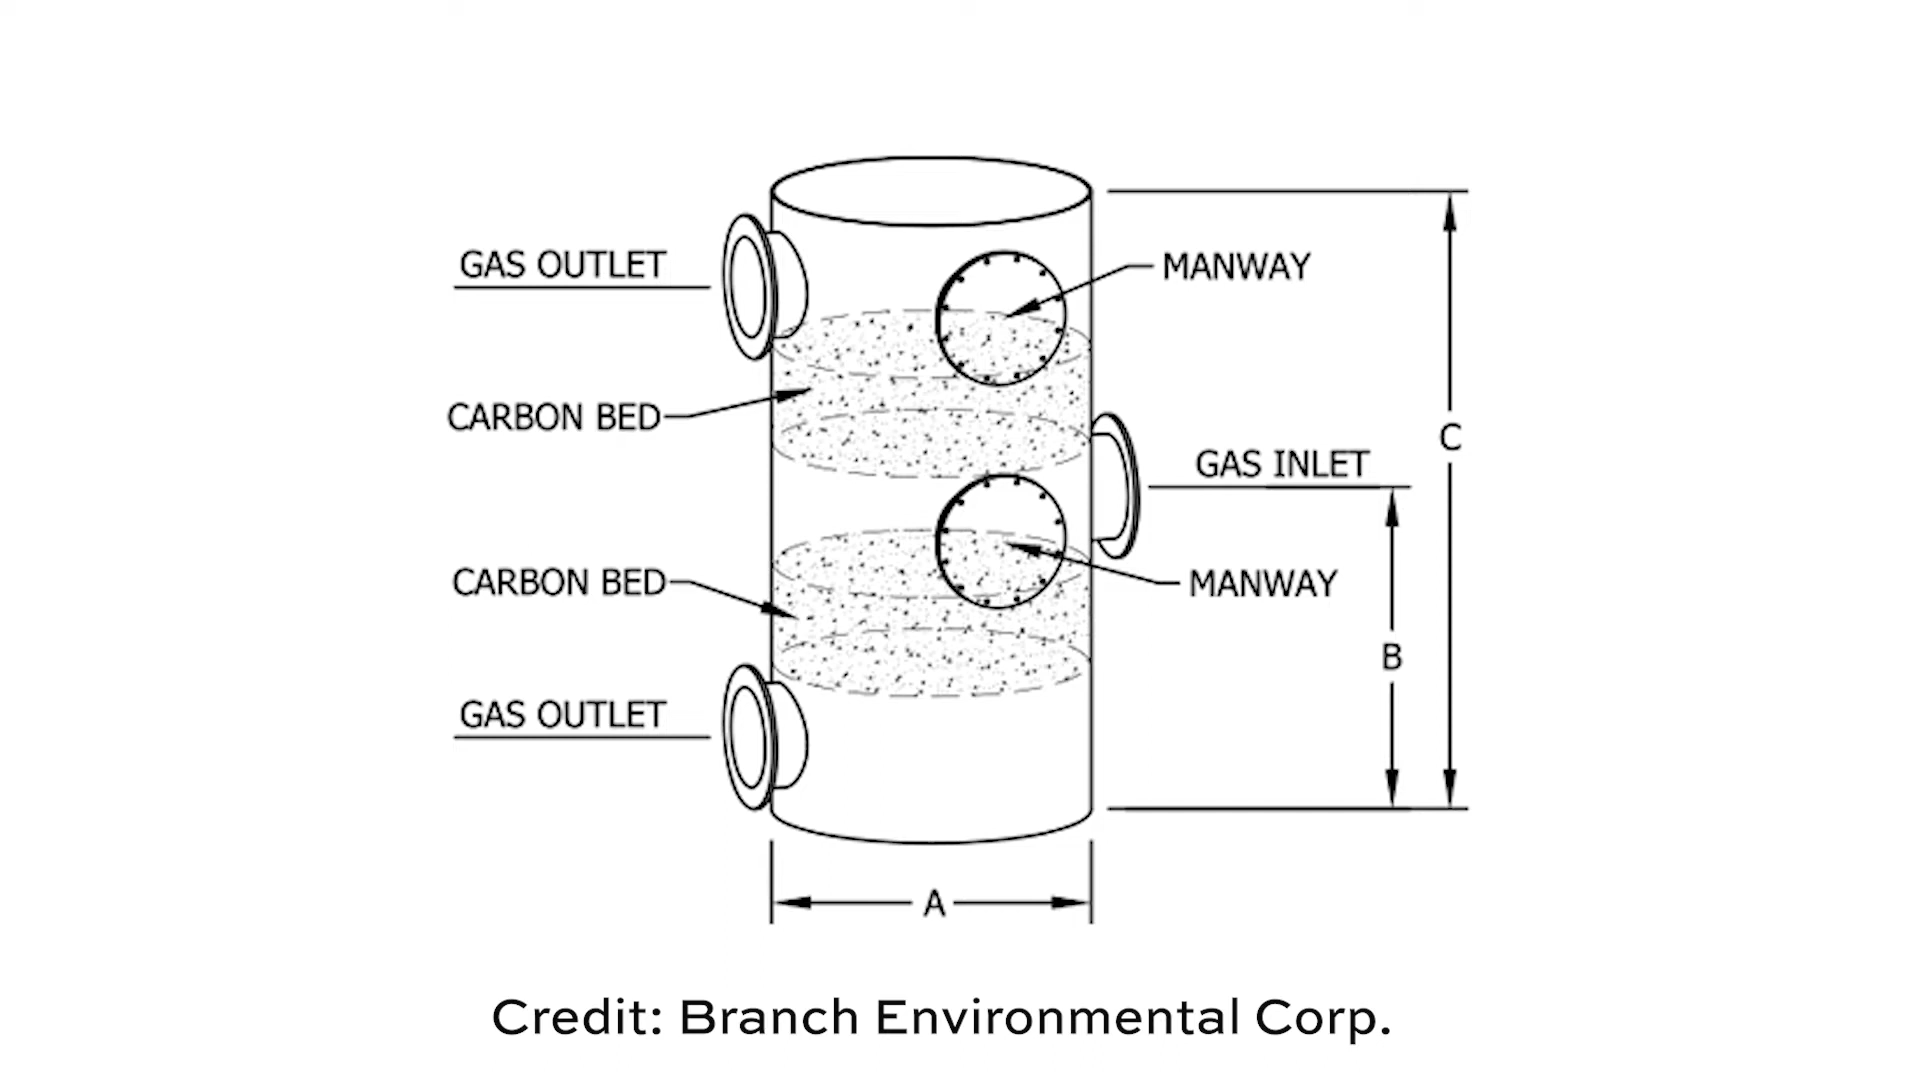 GAS OUTLET
MANWAY
CARBON BED
C
GAS INLET
CARBON BED
MANWAY
B
GAS OUTLET
A
Credit: Branch Environmental Corp.